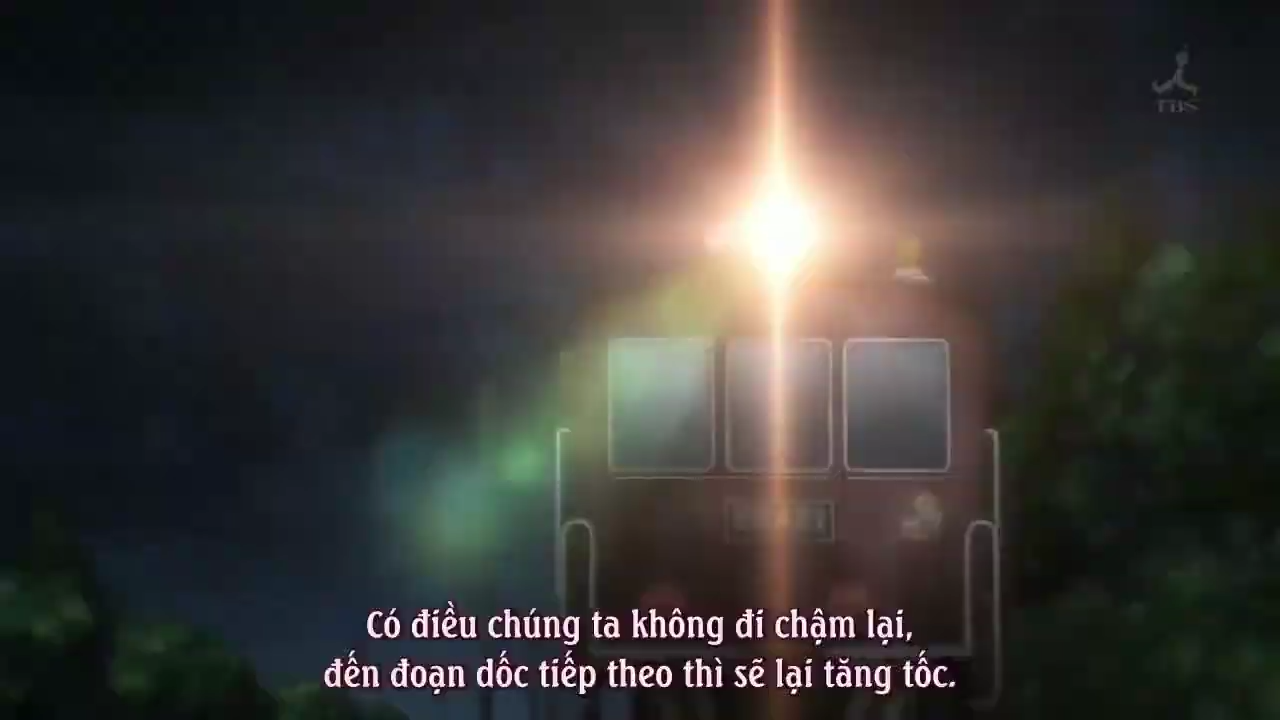 TBS
Có điều chúng ta không đi chậm lại,
đến đoạn dốc tiếp theo thì sẽ lại tăng tốc.